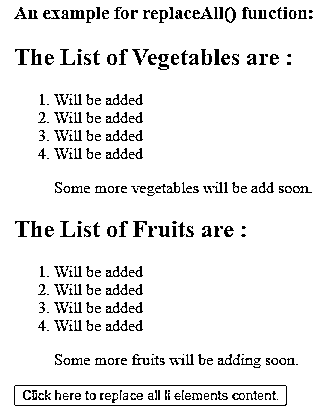 An example for replaceAll() function:
The List of Vegetables are :
1. Will be added
2. Will be added
3. Will be added
4. Will be added
Some more vegetables will be add soon.
The List of Fruits are :
1. Will be added
2. Will be added
3. Will be added
4. Will be added
Some more fruits will be adding soon.
Click here to replace all li elements content.